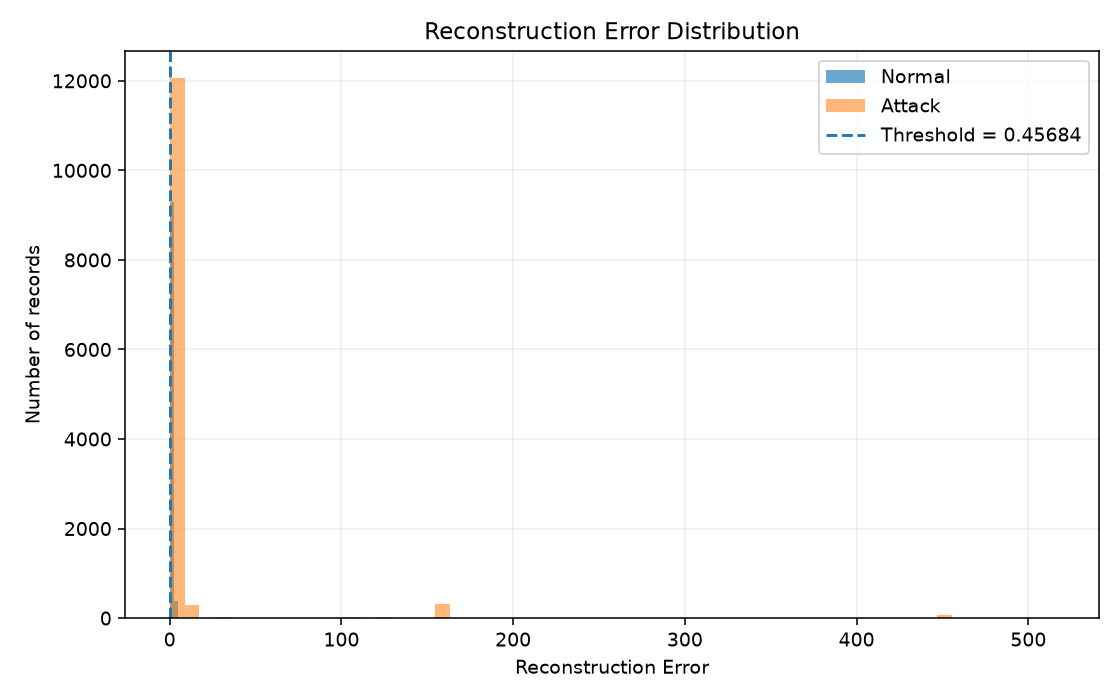 Reconstruction Error Distribution
Normal
Attack
Threshold = 0.45684
Number of records
12000
10000
8000
6000
4000
2000
0
0 100 200 300 400 500
Reconstruction Error